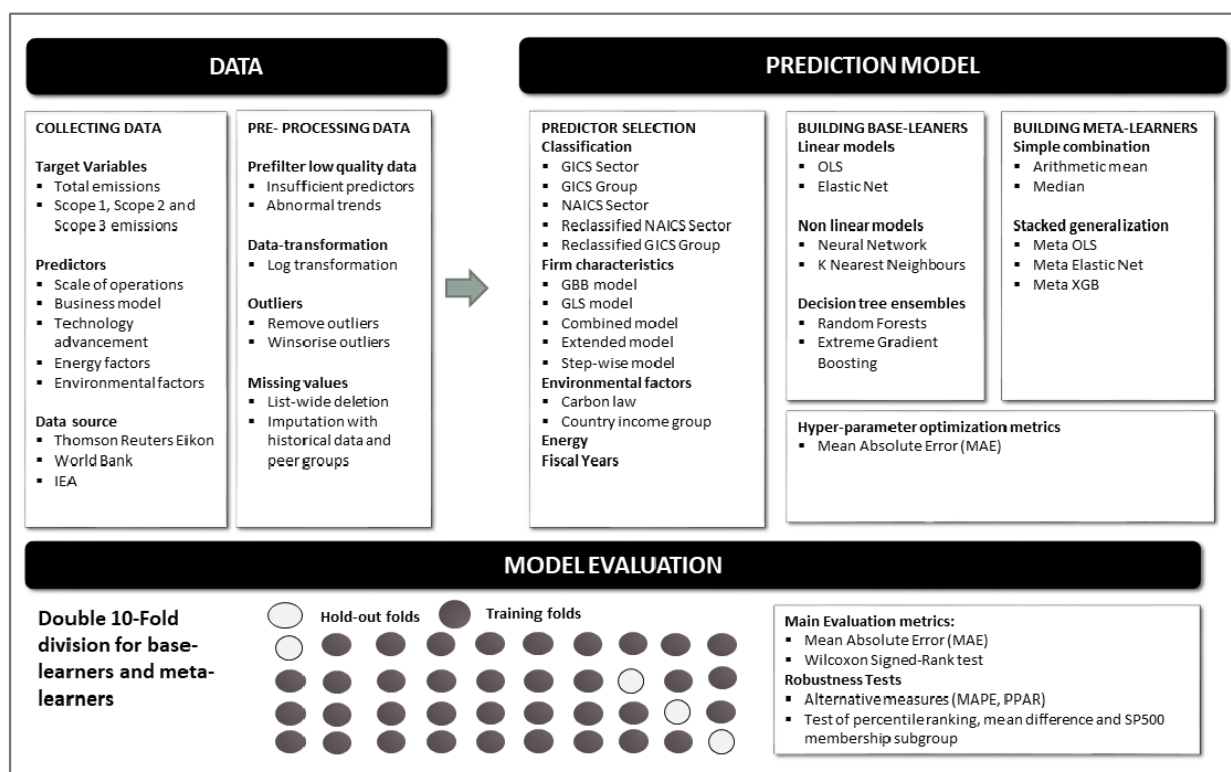 DATA
COLLECTING DATA
Target Variables
▪ Total emissions
▪ Scope 1, Scope 2 and
Scope 3 emissions
Predictors
▪ Scale of operations
▪ Business model
▪ Technology
advancement
▪ Energy factors
▪ Environmental factors
Data source
▪ Thomson Reuters Eikon
▪ World Bank
▪ IEA
PRE- PROCESSING DATA
Prefilter low quality data
▪ Insufficient predictors
▪ Abnormal trends
Data-transformation
▪ Log transformation
Outliers
▪ Remove outliers
▪ Winsorise outliers
Missing values
▪ List-wide deletion
▪ Imputation with
historical data and
peer groups
PREDICTION MODEL
PREDICTOR SELECTION
Classification
▪ GICS Sector
▪ GICS Group
▪ NAICS Sector
▪ Reclassified NAICS Sector
▪ Reclassified GICS Group
Firm characteristics
▪ GBB model
▪ GLS model
▪ Combined model
▪ Extended model
▪ Step-wise model
Environmental factors
▪ Carbon law
▪ Country income group
Energy
Fiscal Years
BUILDING BASE-LEANERS
Linear models
▪ OLS
▪ Elastic Net
Non linear models
▪ Neural Network
▪ K Nearest Neighbours
Decision tree ensembles
▪ Random Forests
▪ Extreme Gradient
Boosting
BUILDING META-LEARNERS
Simple combination
▪ Arithmetic mean
▪ Median
Stacked generalization
▪ Meta OLS
▪ Meta Elastic Net
▪ Meta XGB
Hyper-parameter optimization metrics
▪ Mean Absolute Error (MAE)
MODEL EVALUATION
Double 10-Fold
division for base-
learners and meta-
learners
Hold-out folds
Training folds
Main Evaluation metrics:
▪ Mean Absolute Error (MAE)
▪ Wilcoxon Signed-Rank test
Robustness Tests
▪ Alternative measures (MAPE, PPAR)
▪ Test of percentile ranking, mean difference and SP500
membership subgroup